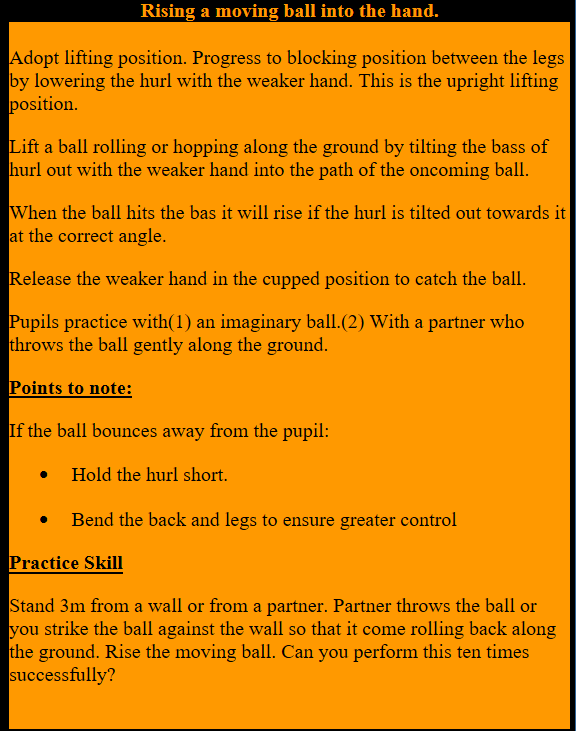 Rising a moving ball into the hand.
Adopt lifting position. Progress to blocking position between the legs
by lowering the hurl with the weaker hand. This is the upright lifting
position.
Lift a ball rolling or hopping along the ground by tilting the bass of
hurl out with the weaker hand into the path of the oncoming ball.
When the ball hits the bas it will rise if the hurl is tilted out towards it
at the correct angle.
Release the weaker hand in the cupped position to catch the ball.
Pupils practice with(1) an imaginary ball.(2) With a partner who
throws the ball gently along the ground.
Points to note:
If the ball bounces away from the pupil:
• Hold the hurl short.
• Bend the back and legs to ensure greater control
Practice Skill
Stand 3m from a wall or from a partner. Partner throws the ball or
you strike the ball against the wall so that it come rolling back along
the ground. Rise the moving ball. Can you perform this ten times
successfully?